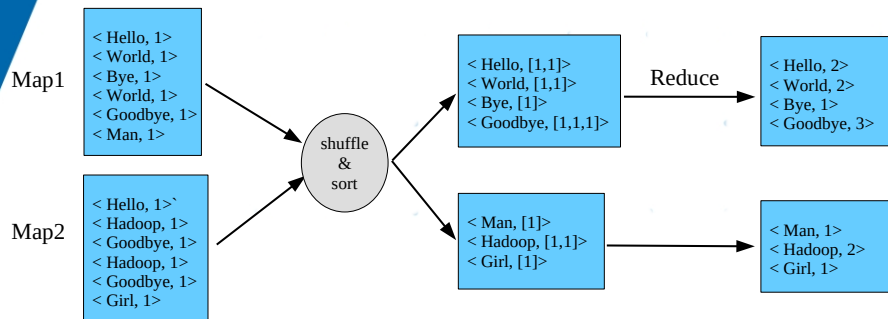 Map1
< Hello, 1>
< World, 1>
< Bye, 1>
< World, 1>
< Goodbye, 1>
< Man, 1>
Map2
< Hello, 1>`
< Hadoop, 1>
< Goodbye, 1>
< Hadoop, 1>
< Goodbye, 1>
< Girl, 1>
shuffle
&
sort
< Hello, [1,1]>
< World, [1,1]>
< Bye, [1]>
< Goodbye, [1,1,1]>
< Man, [1]>
< Hadoop, [1,1]>
< Girl, [1]>
Reduce
< Hello, 2>
< World, 2>
< Bye, 1>
< Goodbye, 3>
< Man, 1>
< Hadoop, 2>
< Girl, 1>